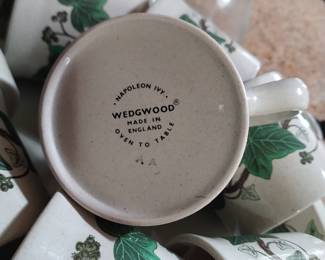 · NAPOLEON IVY ·
WEDGWOOD®
MADE IN
ENGLAND
OVEN TO TABLE